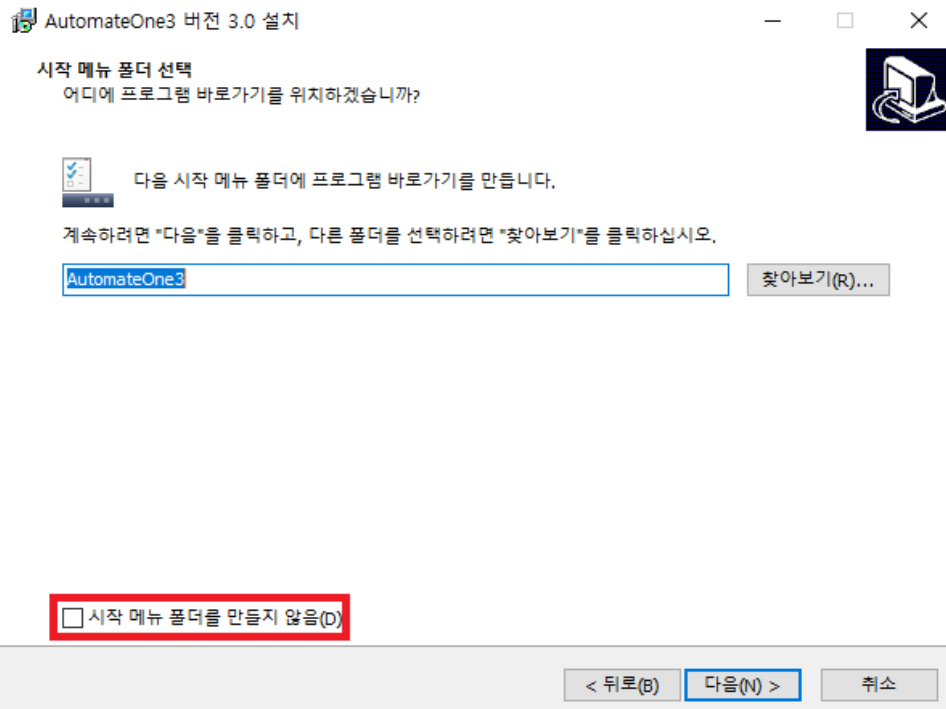 AutomateOne3 버전 3.0 설치
시작 메뉴 폴더 선택
어디에 프로그램 바로가기를 위치하겠습니까?
다음 시작 메뉴 폴더에 프로그램 바로가기를 만듭니다.
계속하려면 "다음"을 클릭하고, 다른 폴더를 선택하려면 "찾아보기"를 클릭하십시오.
AutomateOne3
찾아보기(R)...
시작 메뉴 폴더를 만들지 않음(D)
< 뒤로(B)
다음(N) >
취소